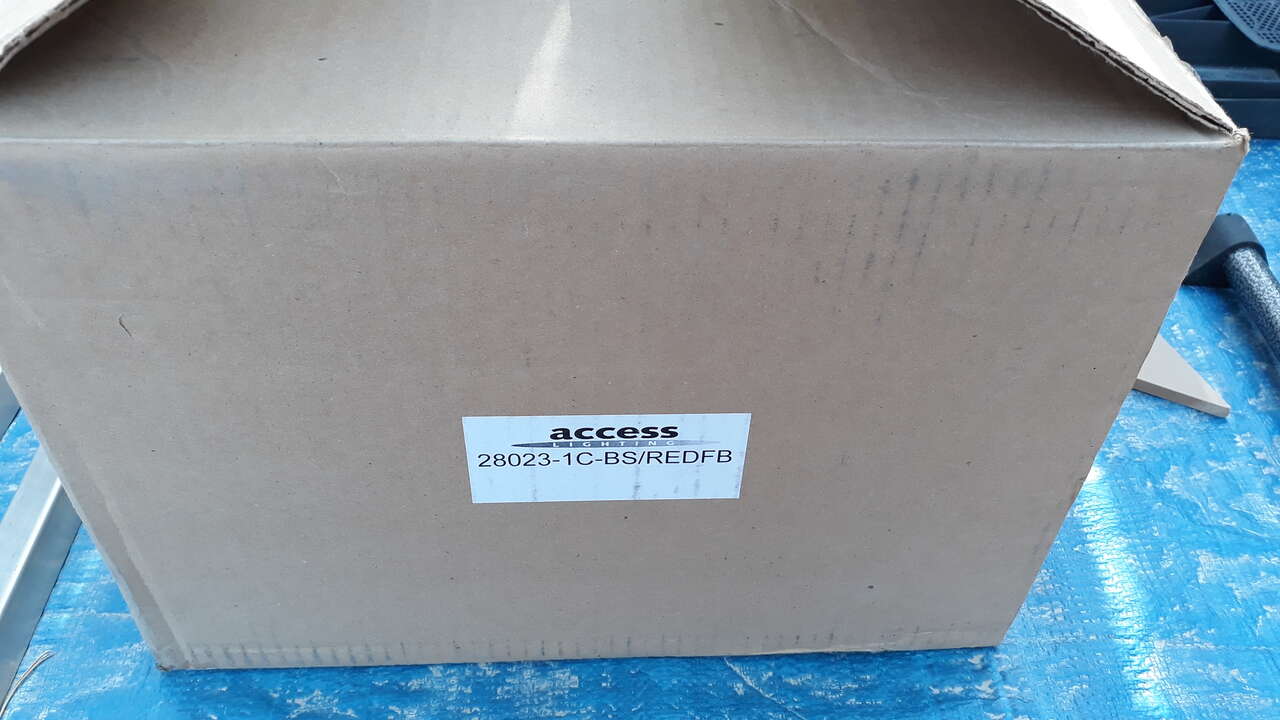 access
LIGHTING
28023-1C-BS/REDFB